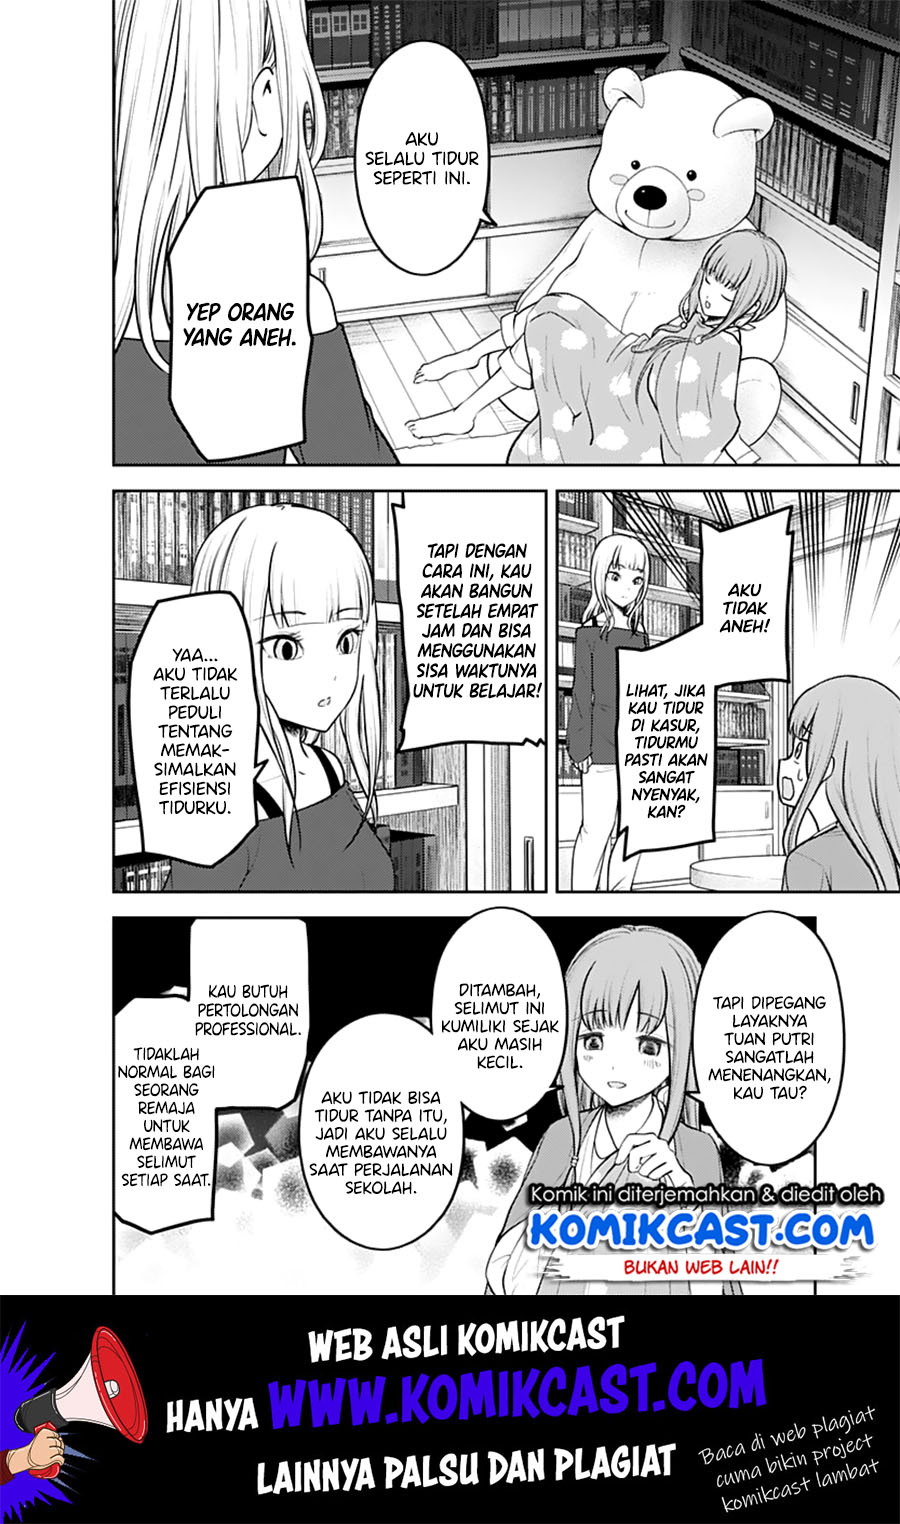 AKU
SELALU TIDUR
SEPERTI INI.
YEP ORANG
YANG ANEH.
AKU
TIDAK
ANEH!
LIHAT, JIKA
KAU TIDUR
DI KASUR,
TIDURMU
PASTI AKAN
SANGAT
NYENYAK,
KAN?
TAPI DENGAN
CARA INI, KAU
AKAN BANGUN
SETELAH EMPAT
JAM DAN BISA
MENGGUNAKAN
SISA WAKTUNYA
UNTUK BELAJAR!
YAA...
AKU TIDAK
TERLALU
PEDULI
TENTANG
MEMAK-
SIMALKAN
EFISIENSI
TIDURKU.
TAPI DIPEGANG
LAYAKNYA
TUAN PUTRI
SANGATLAH
MENENANGKAN,
KAU TAU?
DITAMBAH,
SELIMUT INI
KUMILIKI SEJAK
AKU MASIH
KECIL.
AKU TIDAK BISA
TIDUR TANPA ITU,
JADI AKU SELALU
MEMBAWANYA
SAAT PERJALANAN
SEKOLAH.
KAU BUTUH
PERTOLONGAN
PROFESSIONAL.
TIDAKLAH
NORMAL BAGI
SEORANG
REMAJA
UNTUK
MEMBAWA
SELIMUT
SETIAP SAAT.
Komik ini diterjemahkan & diedit oleh
KOMIKCAST.COM
BUKAN WEB LAIN!!
WEB ASLI KOMIKCAST
HANYA WWW.KOMIKCAST.COM
LAINNYA PALSU DAN PLAGIAT
Baca di web plagiat
cuma bikin project
komikcast lambat